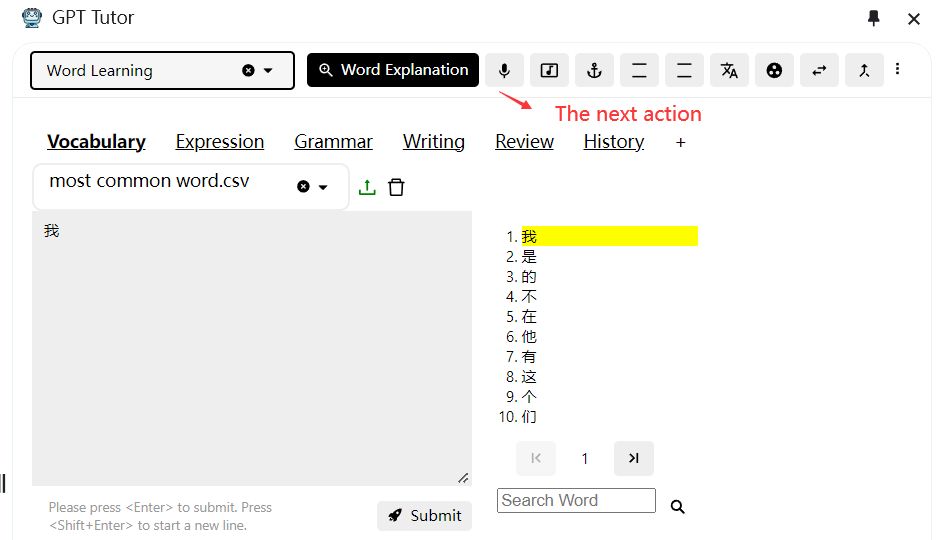 GPT Tutor
Word Learning
Word Explanation
The next action
Vocabulary Expression Grammar Writing Review History +
most common word.csv
我
1. 我
2. 是
3. 的
4. 不
5. 在
6. 他
7. 有
8. 这
9. 个
10. 们
1
Search Word
Please press <Enter> to submit. Press
<Shift+Enter> to start a new line.
Submit